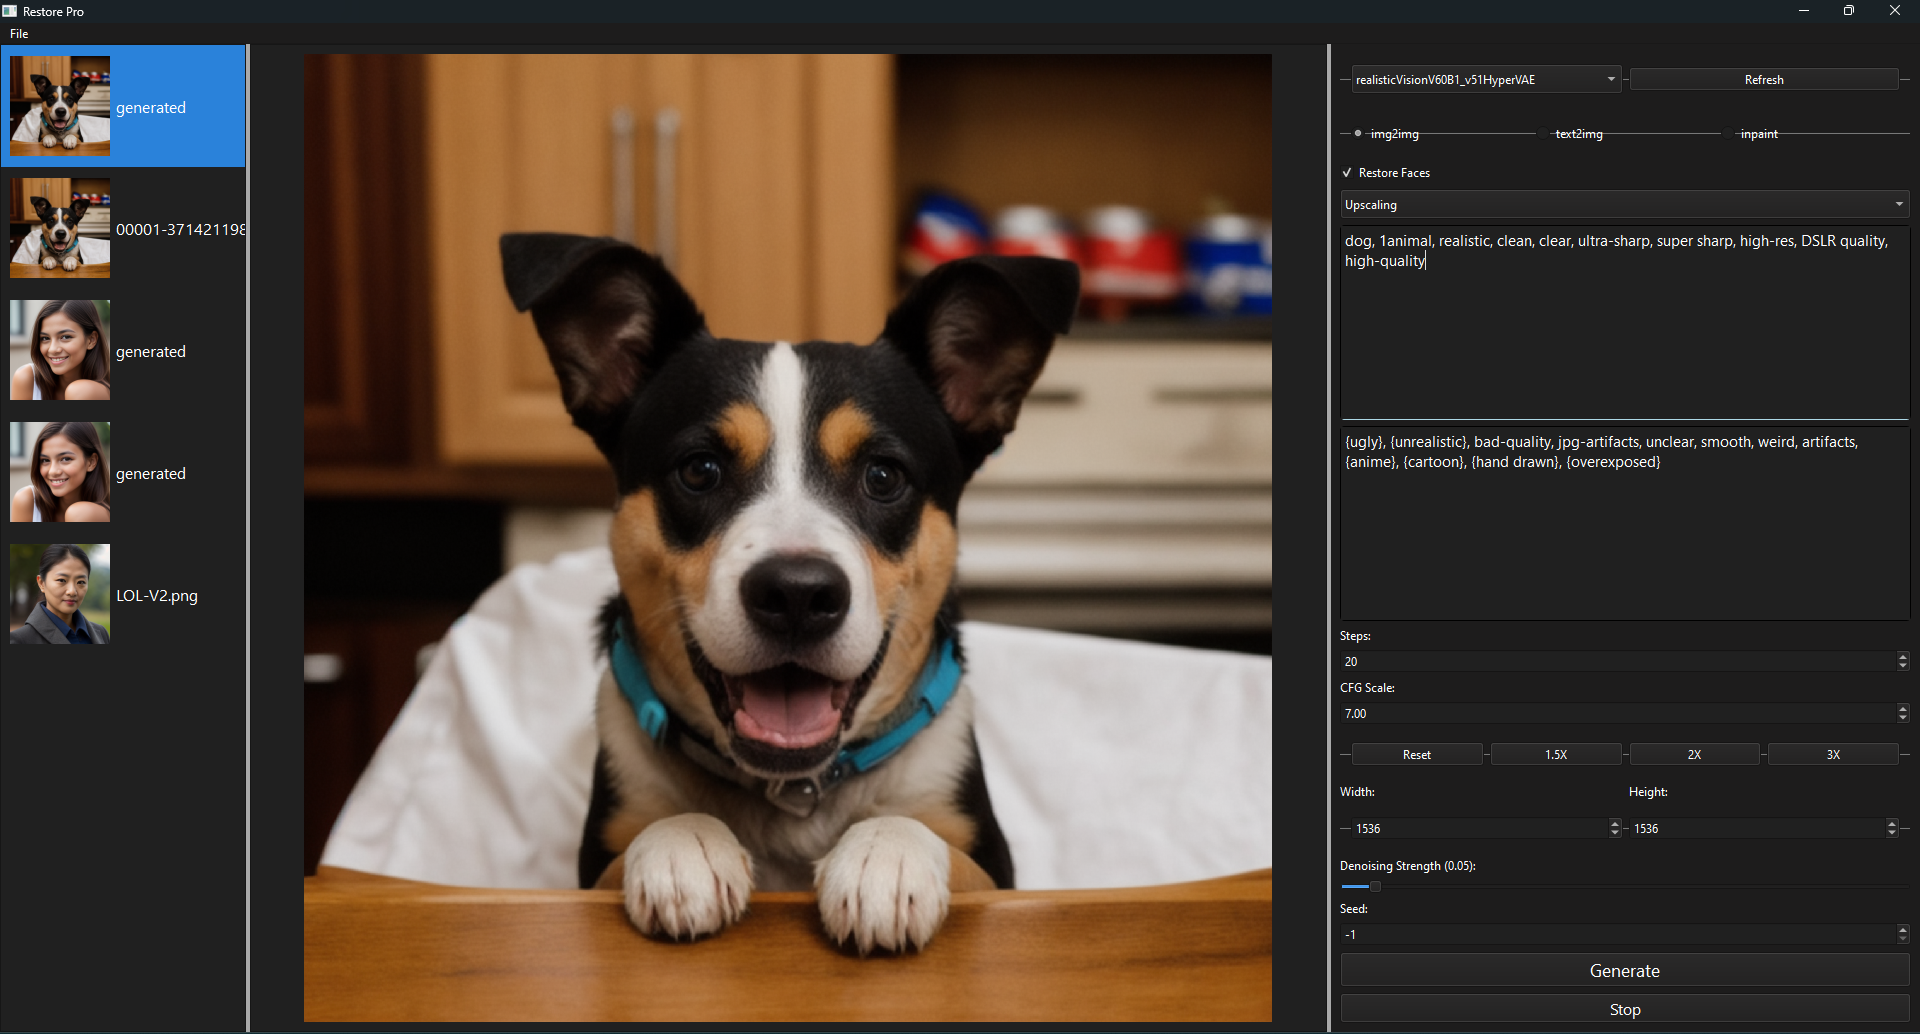 Restore Pro
File
generated
00001-371421198
generated
generated
LOL-V2.png
realisticVisionV60B1_v51HyperVAE
Refresh
img2img text2img inpaint
Restore Faces
Upscaling
dog, 1animal, realistic, clean, clear, ultra-sharp, super sharp, high-res, DSLR quality,
high-quality
{ugly}, {unrealistic}, bad-quality, jpg-artifacts, unclear, smooth, weird, artifacts,
{anime}, {cartoon}, {hand drawn}, {overexposed}
Steps:
20
CFG Scale:
7.00
Reset 1.5X 2X 3X
Width: Height:
1536 1536
Denoising Strength (0.05):
Seed:
-1
Generate
Stop